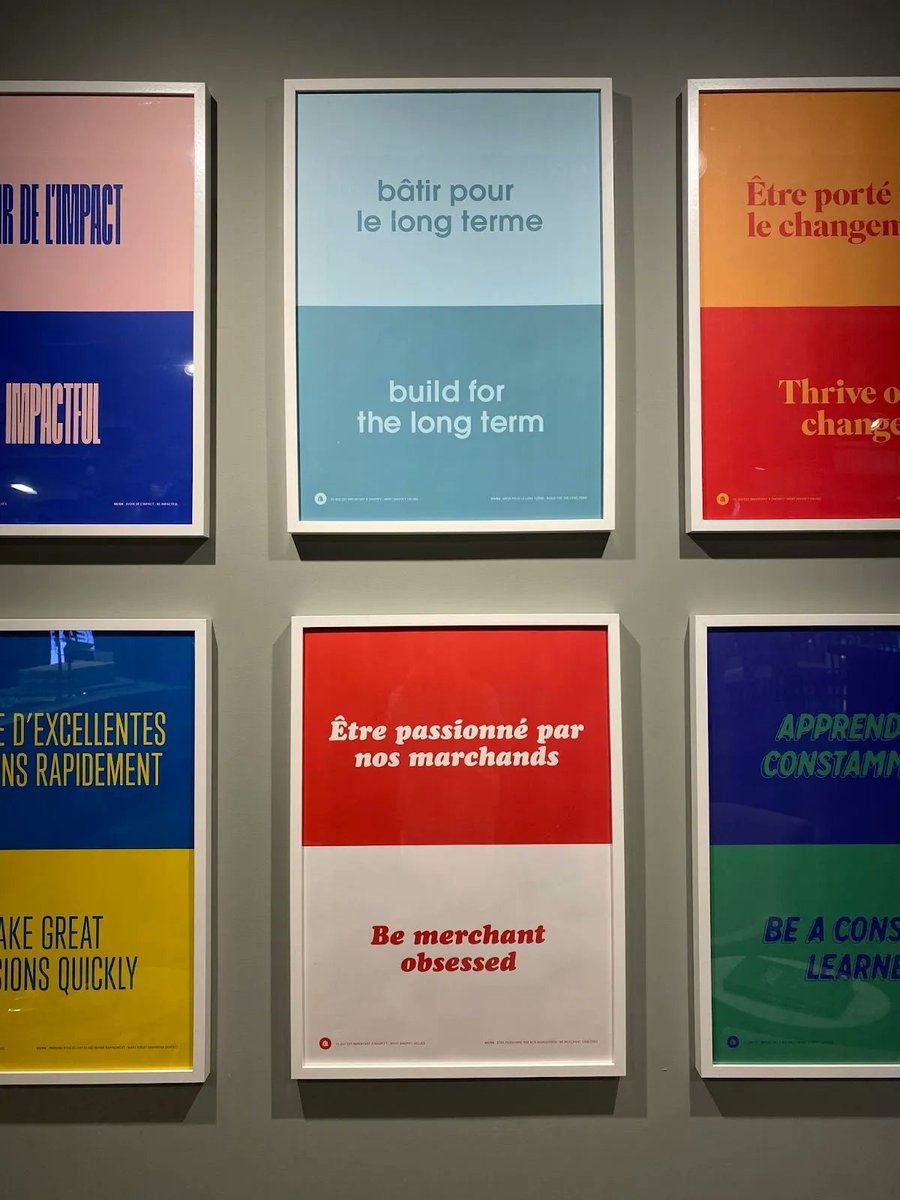 DE L'IMPACT
IMPACTFUL
bâtir pour
le long terme
build for
the long term
Être porté
le changem
Thrive o
change
D'EXCELLENTES
NS RAPIDEMENT
AKE GREAT
SIONS QUICKLY
Être passionné par
nos marchands
Be merchant
obsessed
APPREND
CONSTAMM
BE A CONS
LEARNE